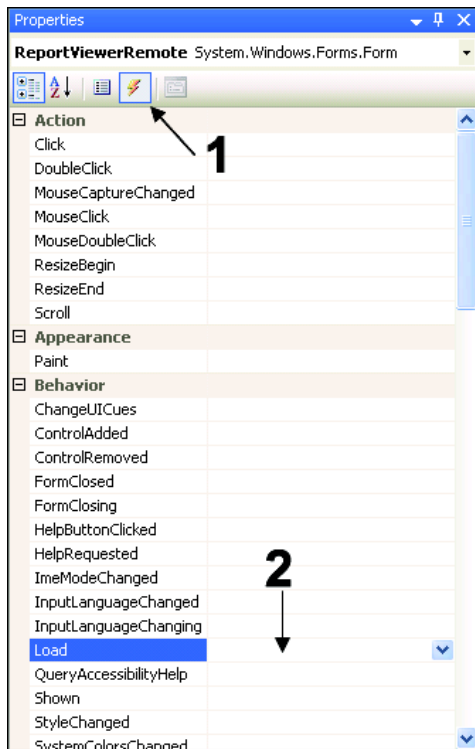 Properties
ReportViewerRemote System.Windows.Forms.Form
A
Z
1
Action
Click
DoubleClick
MouseCaptureChanged
MouseClick
MouseDoubleClick
ResizeBegin
ResizeEnd
Scroll
Appearance
Paint
Behavior
ChangeUICues
ControlAdded
ControlRemoved
FormClosed
FormClosing
HelpButtonClicked
HelpRequested
ImeModeChanged
2
InputLanguageChanged
InputLanguageChanging
Load
QueryAccessibilityHelp
Shown
StyleChanged
SystemColorsChanged